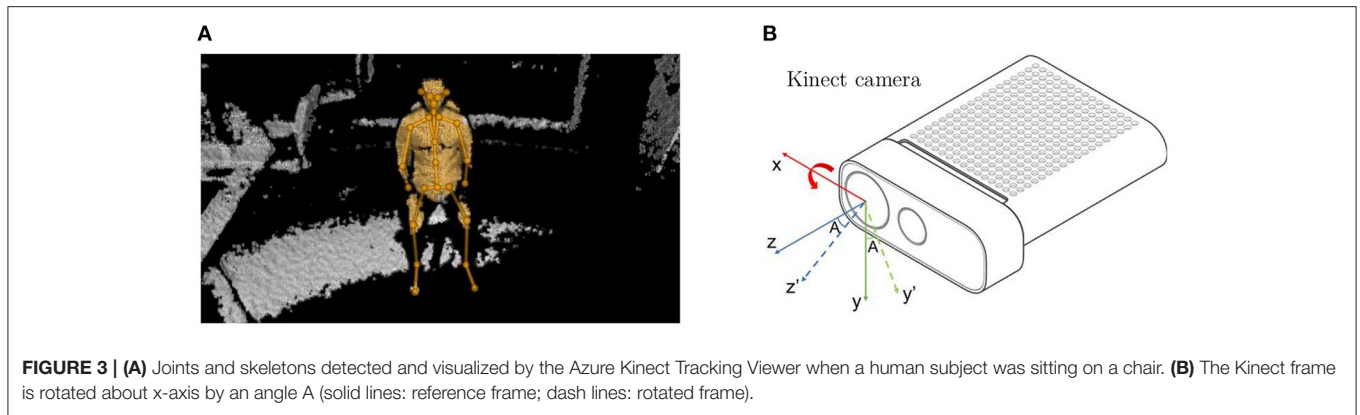 A
B
Kinect camera
x
A
A
z
z'
y
y'
FIGURE 3 | (A) Joints and skeletons detected and visualized by the Azure Kinect Tracking Viewer when a human subject was sitting on a chair. (B) The Kinect frame
is rotated about x-axis by an angle A (solid lines: reference frame; dash lines: rotated frame).